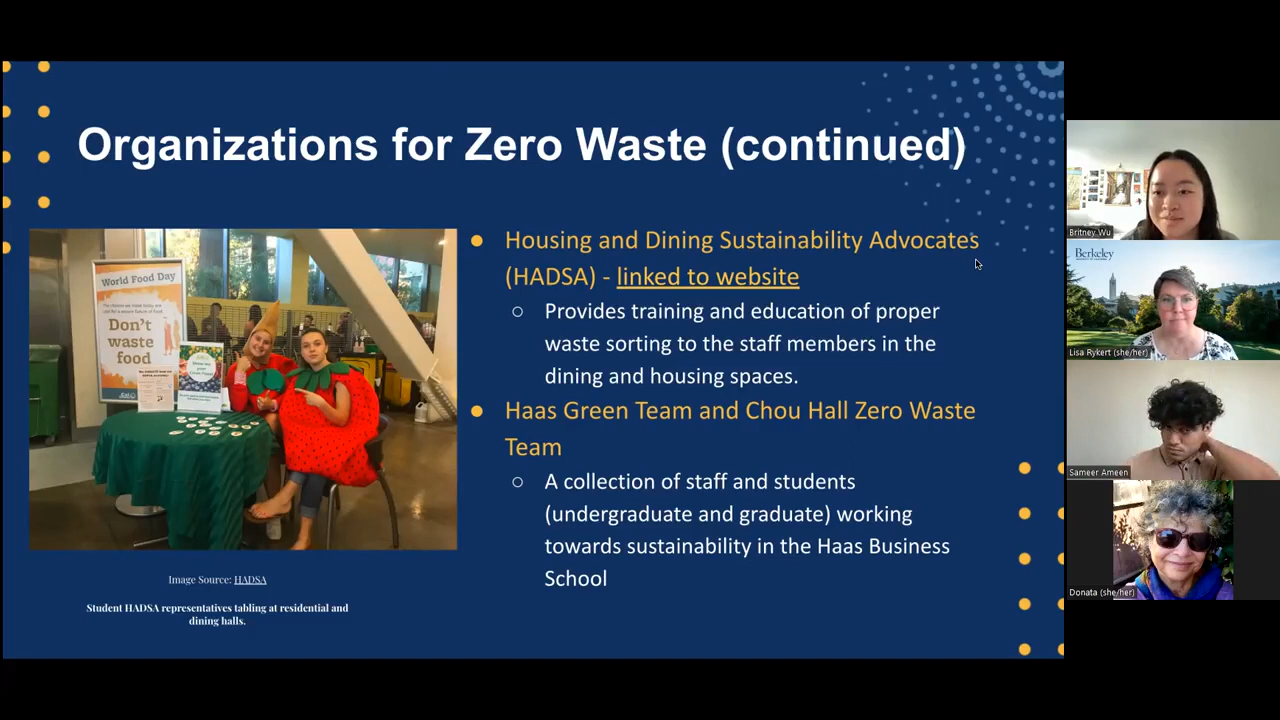 Organizations for Zero Waste (continued)
World Food Day
Don't
waste
food
Housing and Dining Sustainability Advocates
(HADSA) - linked to website
Provides training and education of proper
waste sorting to the staff members in the
dining and housing spaces.
Haas Green Team and Chou Hall Zero Waste
Team
A collection of staff and students
(undergraduate and graduate) working
towards sustainability in the Haas Business
School
Image Source: HADSA
Student HADSA representatives tabling at residential and
dining halls.
Britney Wu
Berkeley
Lisa Rykert (she/her)
Sameer Ameen
Donata (she/her)